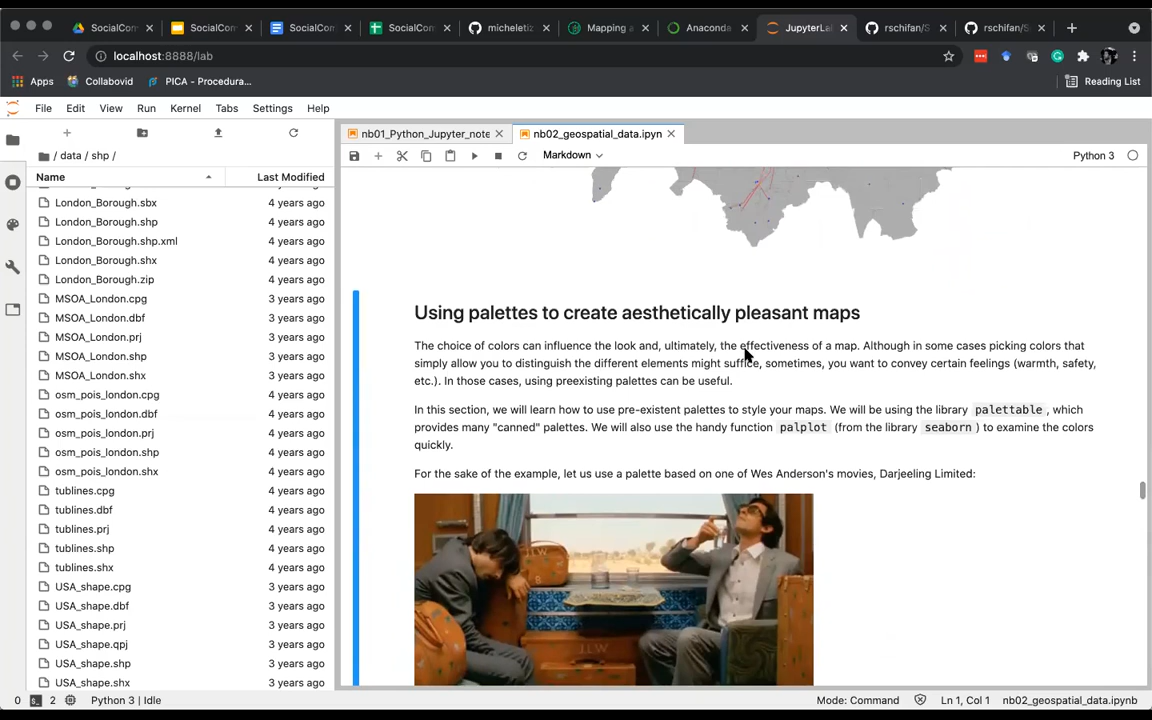 SocialCom
SocialCom
SocialCom
SocialCom
micheletiz
Mapping a
Anaconda
JupyterLa
rschifan/S
rschifan/S
localhost:8888/lab
Apps
Collabovid
PICA - Procedura...
Reading List
File Edit View Run Kernel Tabs Settings Help
nb01_Python_Jupyter_note
nb02_geospatial_data.ipyn
/ data / shp /
Markdown
Python 3
Name Last Modified
London_Borough.sbx 4 years ago
London_Borough.shp 4 years ago
London_Borough.shp.xml 4 years ago
London_Borough.shx 4 years ago
London_Borough.zip 4 years ago
MSOA_London.cpg 3 years ago
MSOA_London.dbf 3 years ago
MSOA_London.prj 3 years ago
MSOA_London.shp 3 years ago
MSOA_London.shx 3 years ago
osm_pois_london.cpg 4 years ago
osm_pois_london.dbf 4 years ago
osm_pois_london.prj 4 years ago
osm_pois_london.shp 4 years ago
osm_pois_london.shx 4 years ago
tublines.cpg 4 years ago
tublines.dbf 4 years ago
tublines.prj 4 years ago
tublines.shp 4 years ago
tublines.shx 4 years ago
USA_shape.cpg 3 years ago
USA_shape.dbf 3 years ago
USA_shape.prj 3 years ago
USA_shape.qpj 3 years ago
USA_shape.shp 3 years ago
USA_shape.shx 3 years ago
Using palettes to create aesthetically pleasant maps
The choice of colors can influence the look and, ultimately, the effectiveness of a map. Although in some cases picking colors that
simply allow you to distinguish the different elements might suffice, sometimes, you want to convey certain feelings (warmth, safety,
etc.). In those cases, using preexisting palettes can be useful.
In this section, we will learn how to use pre-existent palettes to style your maps. We will be using the library palettable , which
provides many "canned" palettes. We will also use the handy function palplot (from the library seaborn ) to examine the colors
quickly.
For the sake of the example, let us use a palette based on one of Wes Anderson's movies, Darjeeling Limited:
J.L.W
J.L.W
0
2
Python 3 | Idle
Mode: Command
Ln 1, Col 1
nb02_geospatial_data.ipynb